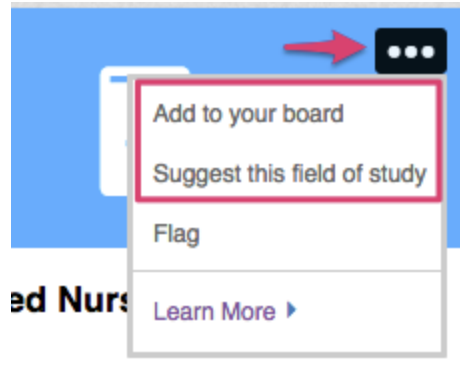 Add to your board
Suggest this field of study
Flag
ed Nurs
Learn More